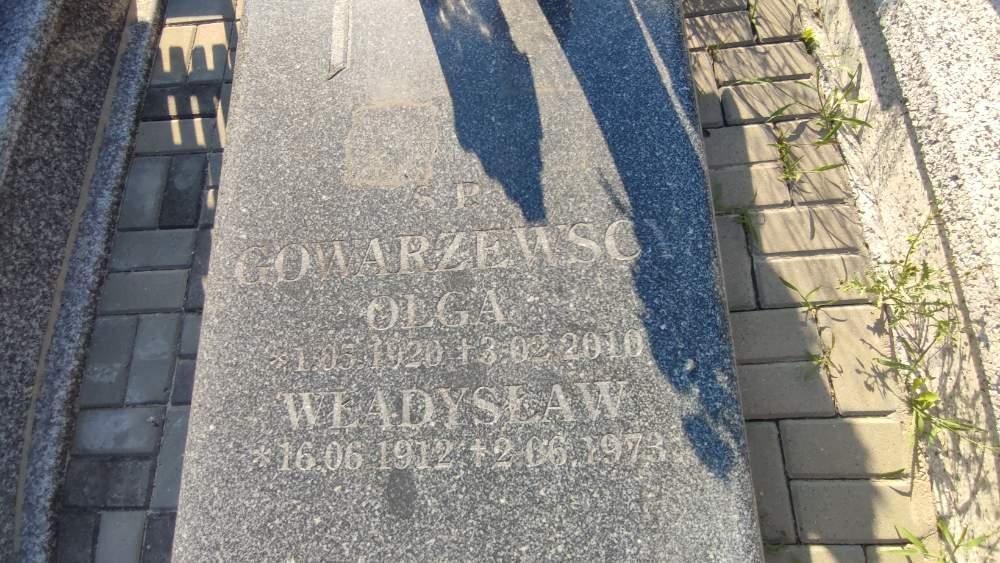 Ś.P.
GOWARZEWSCY
OLGA
*1.05.1920 +3.02.2010
WŁADYSŁAW
*16.06.1912 +2.06.1973